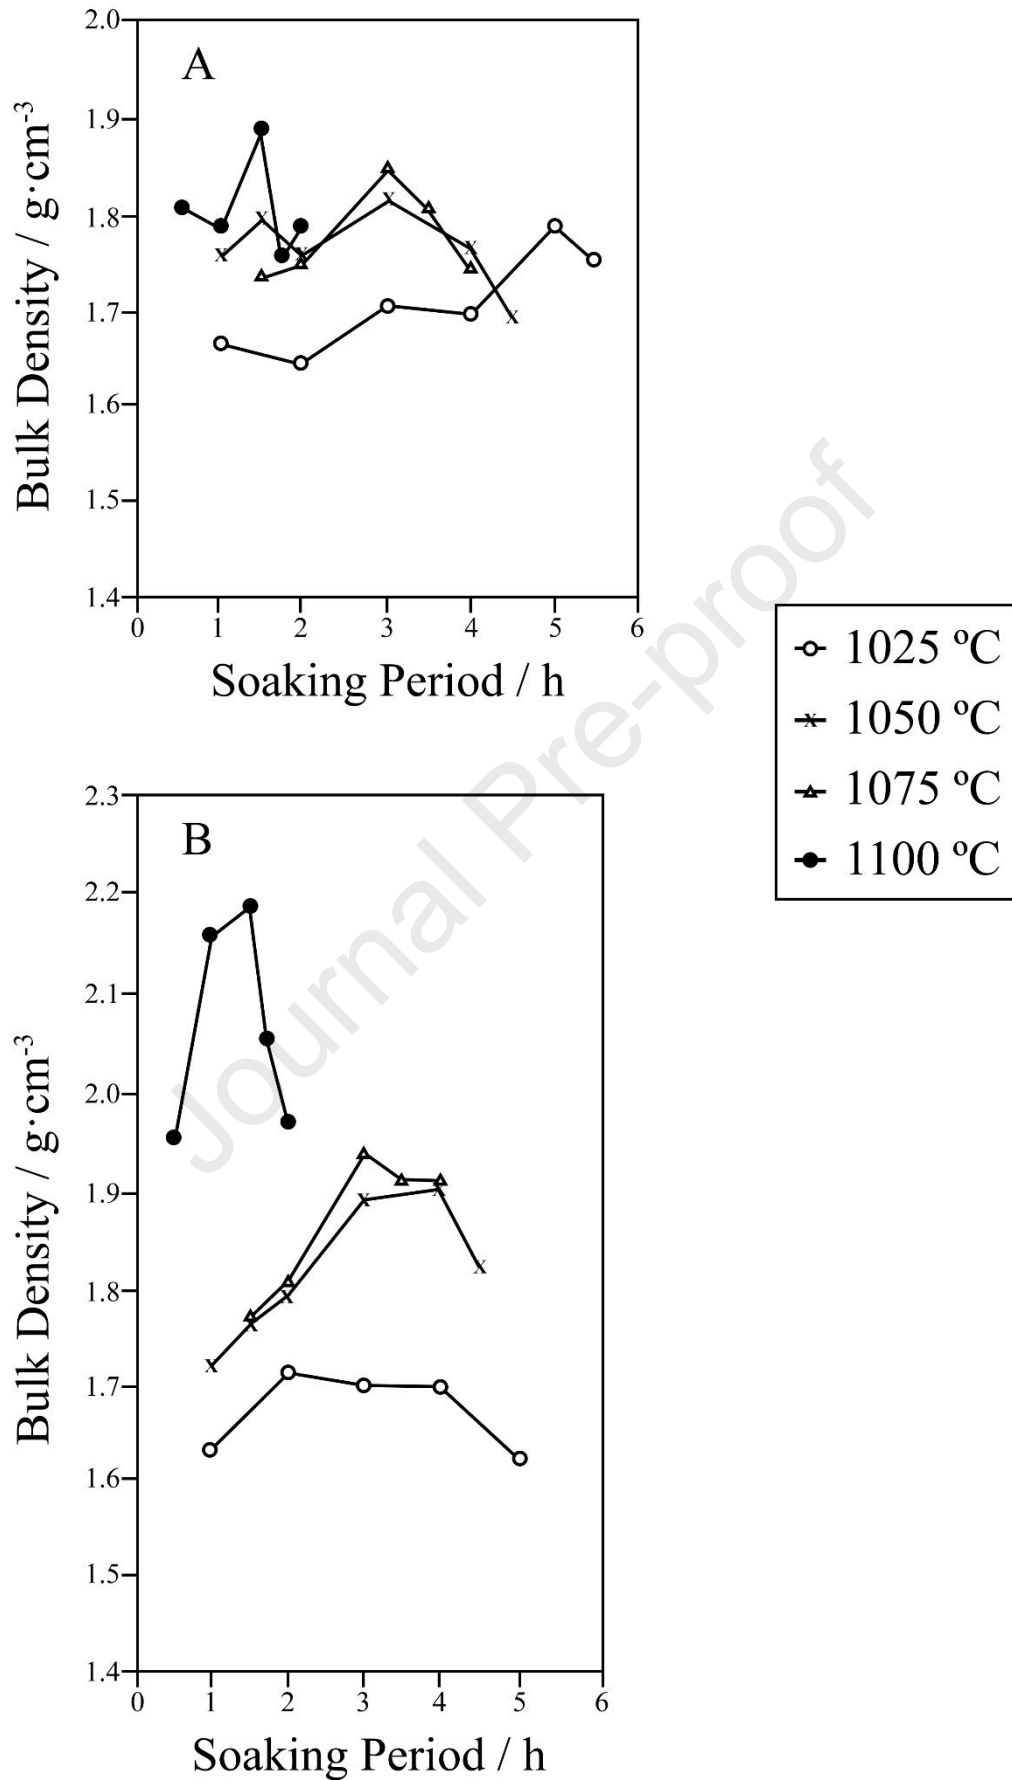 A
2.0
1.9
1.8
1.7
1.6
1.5
1.4
0 1 2 3 4 5 6
Bulk Density / g·cm-3
Soaking Period / h
1025 ºC
1050 ºC
1075 ºC
1100 ºC
B
2.3
2.2
2.1
2.0
1.9
1.8
1.7
1.6
1.5
1.4
0 1 2 3 4 5 6
Bulk Density / g·cm-3
Soaking Period / h
Journal Pre-proof